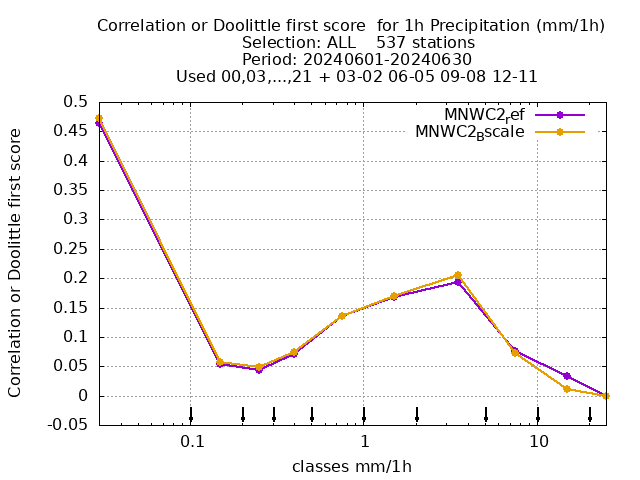 Correlation or Doolittle first score  for 1h Precipitation (mm/1h)
Selection: ALL    537 stations
Period: 20240601-20240630
Used 00,03,...,21 + 03-02 06-05 09-08 12-11
Correlation or Doolittle first score
0.5
0.45
0.4
0.35
0.3
0.25
0.2
0.15
0.1
0.05
0
-0.05
MNWC2ref
MNWC2Bscale
0.1
1
10
classes mm/1h